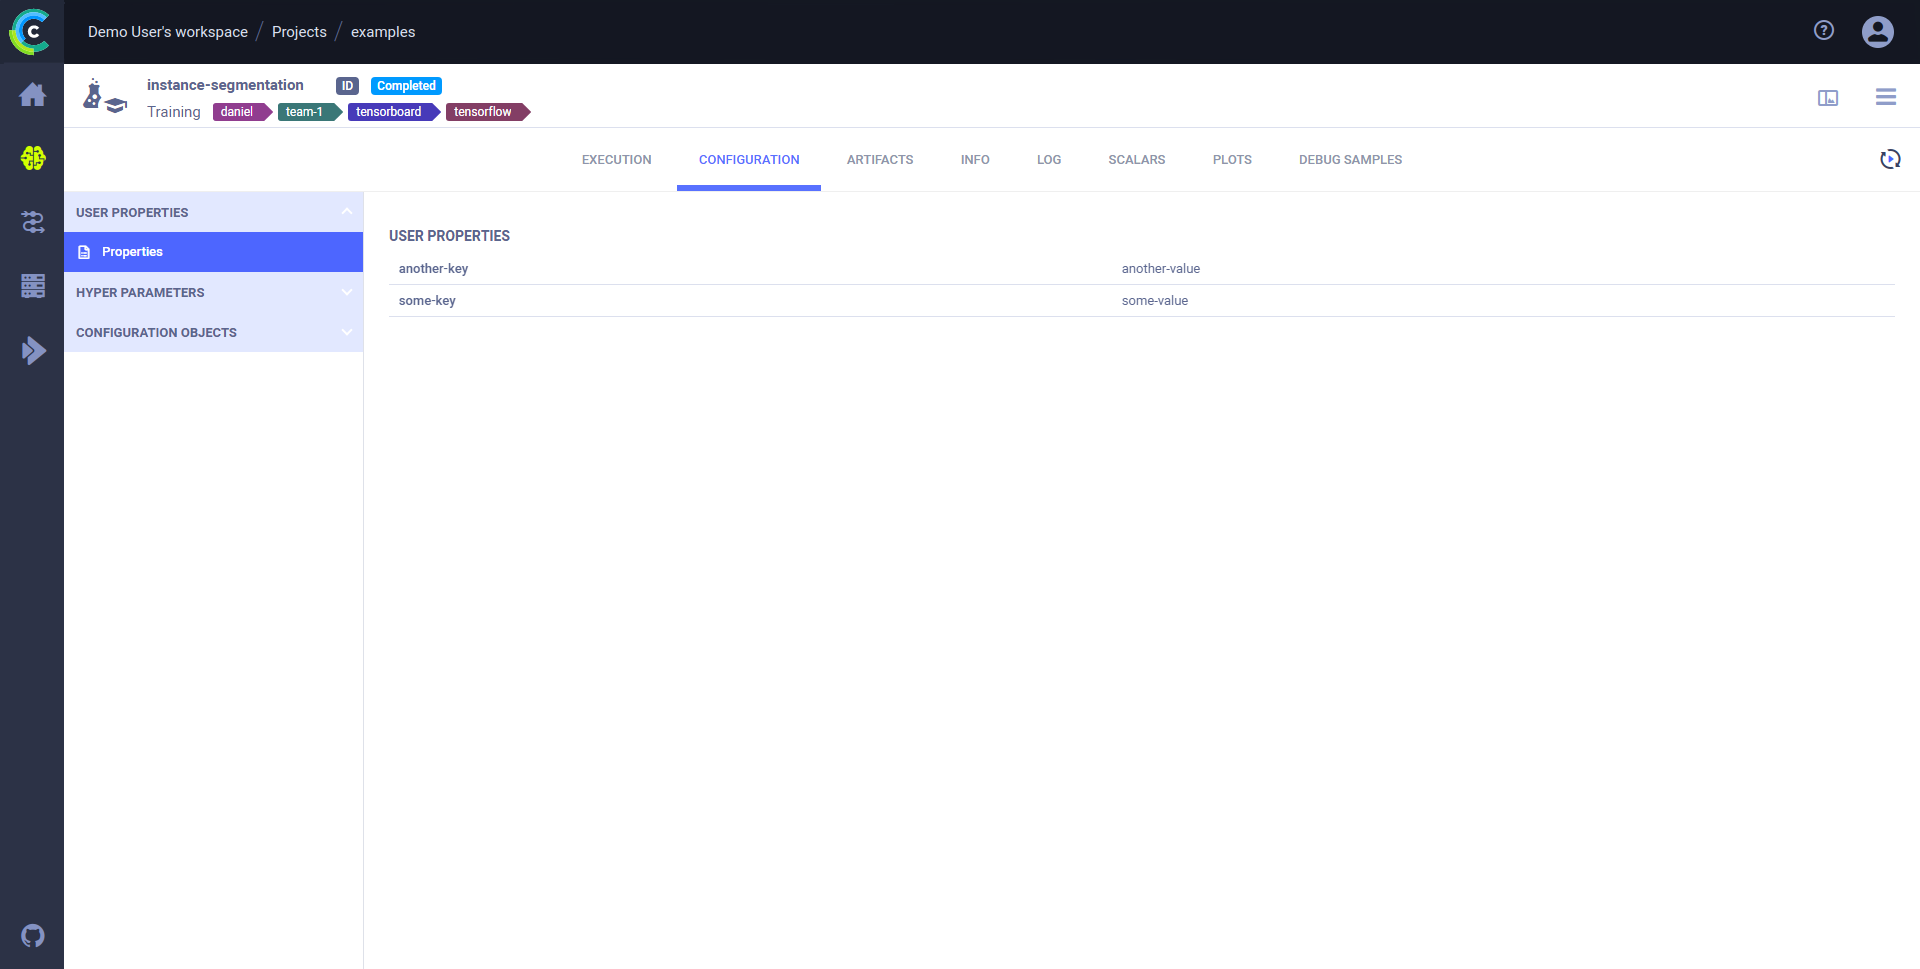 Demo User's workspace / Projects / examples
instance-segmentation ID Completed
Training daniel team-1 tensorboard tensorflow
EXECUTION CONFIGURATION ARTIFACTS INFO LOG SCALARS PLOTS DEBUG SAMPLES
USER PROPERTIES
Properties
HYPER PARAMETERS
CONFIGURATION OBJECTS
USER PROPERTIES
another-key another-value
some-key some-value